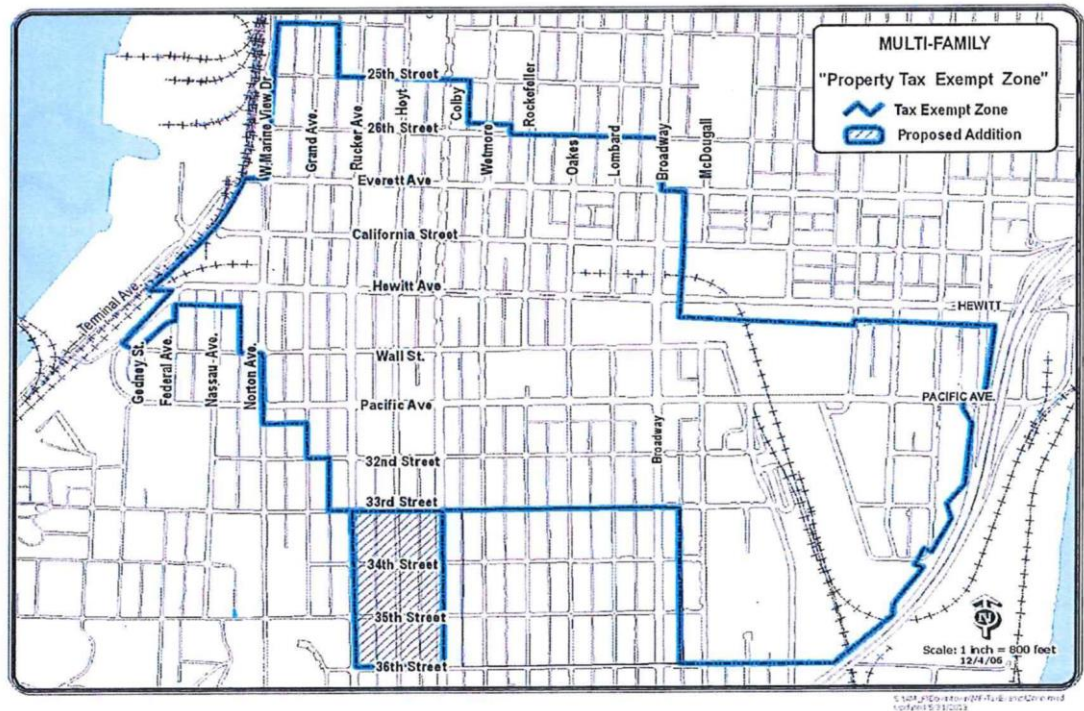 MULTI-FAMILY
"Property Tax Exempt Zone"
Tax Exempt Zone
Proposed Addition
25th Street
26th Street
W. Marine View Dr
Grand Ave.
Rucker Ave
Hoyt
Colby
Wetmore
Rockefeller
Oakes
Lombard
Broadway
McDougall
Everett Ave
California Street
Hewitt Ave
HEWITT
Terminal Ave.
Gedney St.
Federal Ave.
Nassau Ave.
Norton Ave.
Wall St.
Pacific Ave
PACIFIC AVE.
Broadway
32nd Street
33rd Street
34th Street
35th Street
36th Street
N
Scale: 1 inch = 800 feet
12/4/06